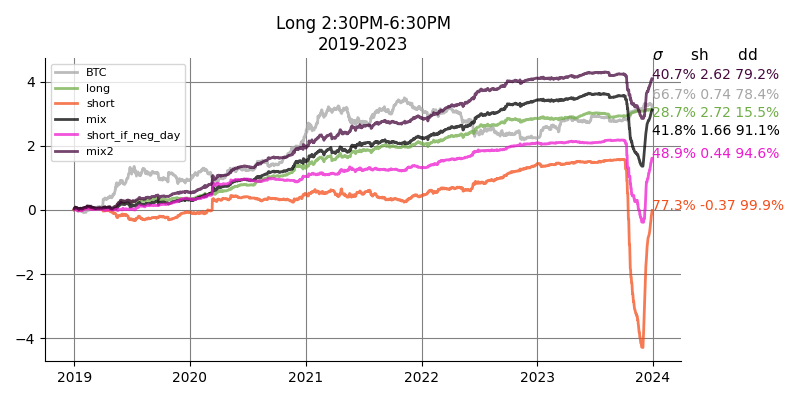 Long 2:30PM-6:30PM
2019-2023
σ sh dd
40.7% 2.62 79.2%
66.7% 0.74 78.4%
28.7% 2.72 15.5%
41.8% 1.66 91.1%
48.9% 0.44 94.6%
77.3% -0.37 99.9%
BTC
long
short
mix
short_if_neg_day
mix2
4
2
0
−2
−4
2019 2020 2021 2022 2023 2024